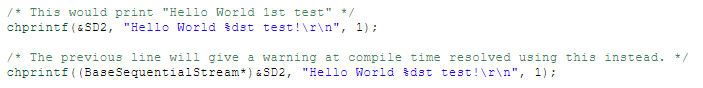 /* This would print "Hello World 1st test" */
chprintf(&SD2, "Hello World %dst test!\r\n", 1);
/* The previous line will give a warning at compile time resolved using this instead. */
chprintf((BaseSequentialStream*)&SD2, "Hello World %dst test!\r\n", 1);